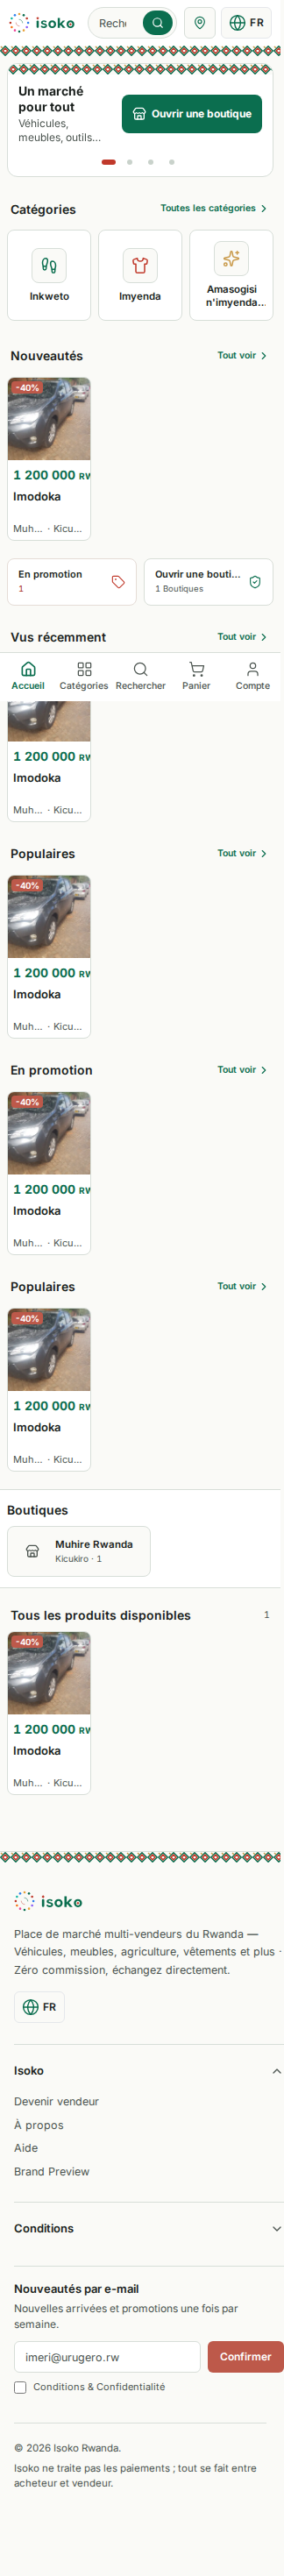 isoko
Rech
FR
Un marché
pour tout
Véhicules,
meubles, outils...
Ouvrir une boutique
Catégories
Toutes les catégories
Inkweto
Imyenda
Amasogisi
n'imyenda...
Nouveautés
Tout voir
-40%
1 200 000 RW
Imodoka
Muh... · Kicu...
En promotion
1
Ouvrir une bouti...
1 Boutiques
Vus récemment
Tout voir
Accueil
Catégories
Rechercher
Panier
Compte
1 200 000 RW
Imodoka
Muh... · Kicu...
Populaires
Tout voir
-40%
1 200 000 RW
Imodoka
Muh... · Kicu...
En promotion
Tout voir
-40%
1 200 000 RW
Imodoka
Muh... · Kicu...
Populaires
Tout voir
-40%
1 200 000 RW
Imodoka
Muh... · Kicu...
Boutiques
Muhire Rwanda
Kicukiro · 1
Tous les produits disponibles
1
-40%
1 200 000 RW
Imodoka
Muh... · Kicu...
isoko
Place de marché multi-vendeurs du Rwanda —
Véhicules, meubles, agriculture, vêtements et plus ·
Zéro commission, échangez directement.
FR
Isoko
Devenir vendeur
À propos
Aide
Brand Preview
Conditions
Nouveautés par e-mail
Nouvelles arrivées et promotions une fois par
semaine.
imeri@urugero.rw
Confirmer
Conditions & Confidentialité
© 2026 Isoko Rwanda.
Isoko ne traite pas les paiements ; tout se fait entre
acheteur et vendeur.